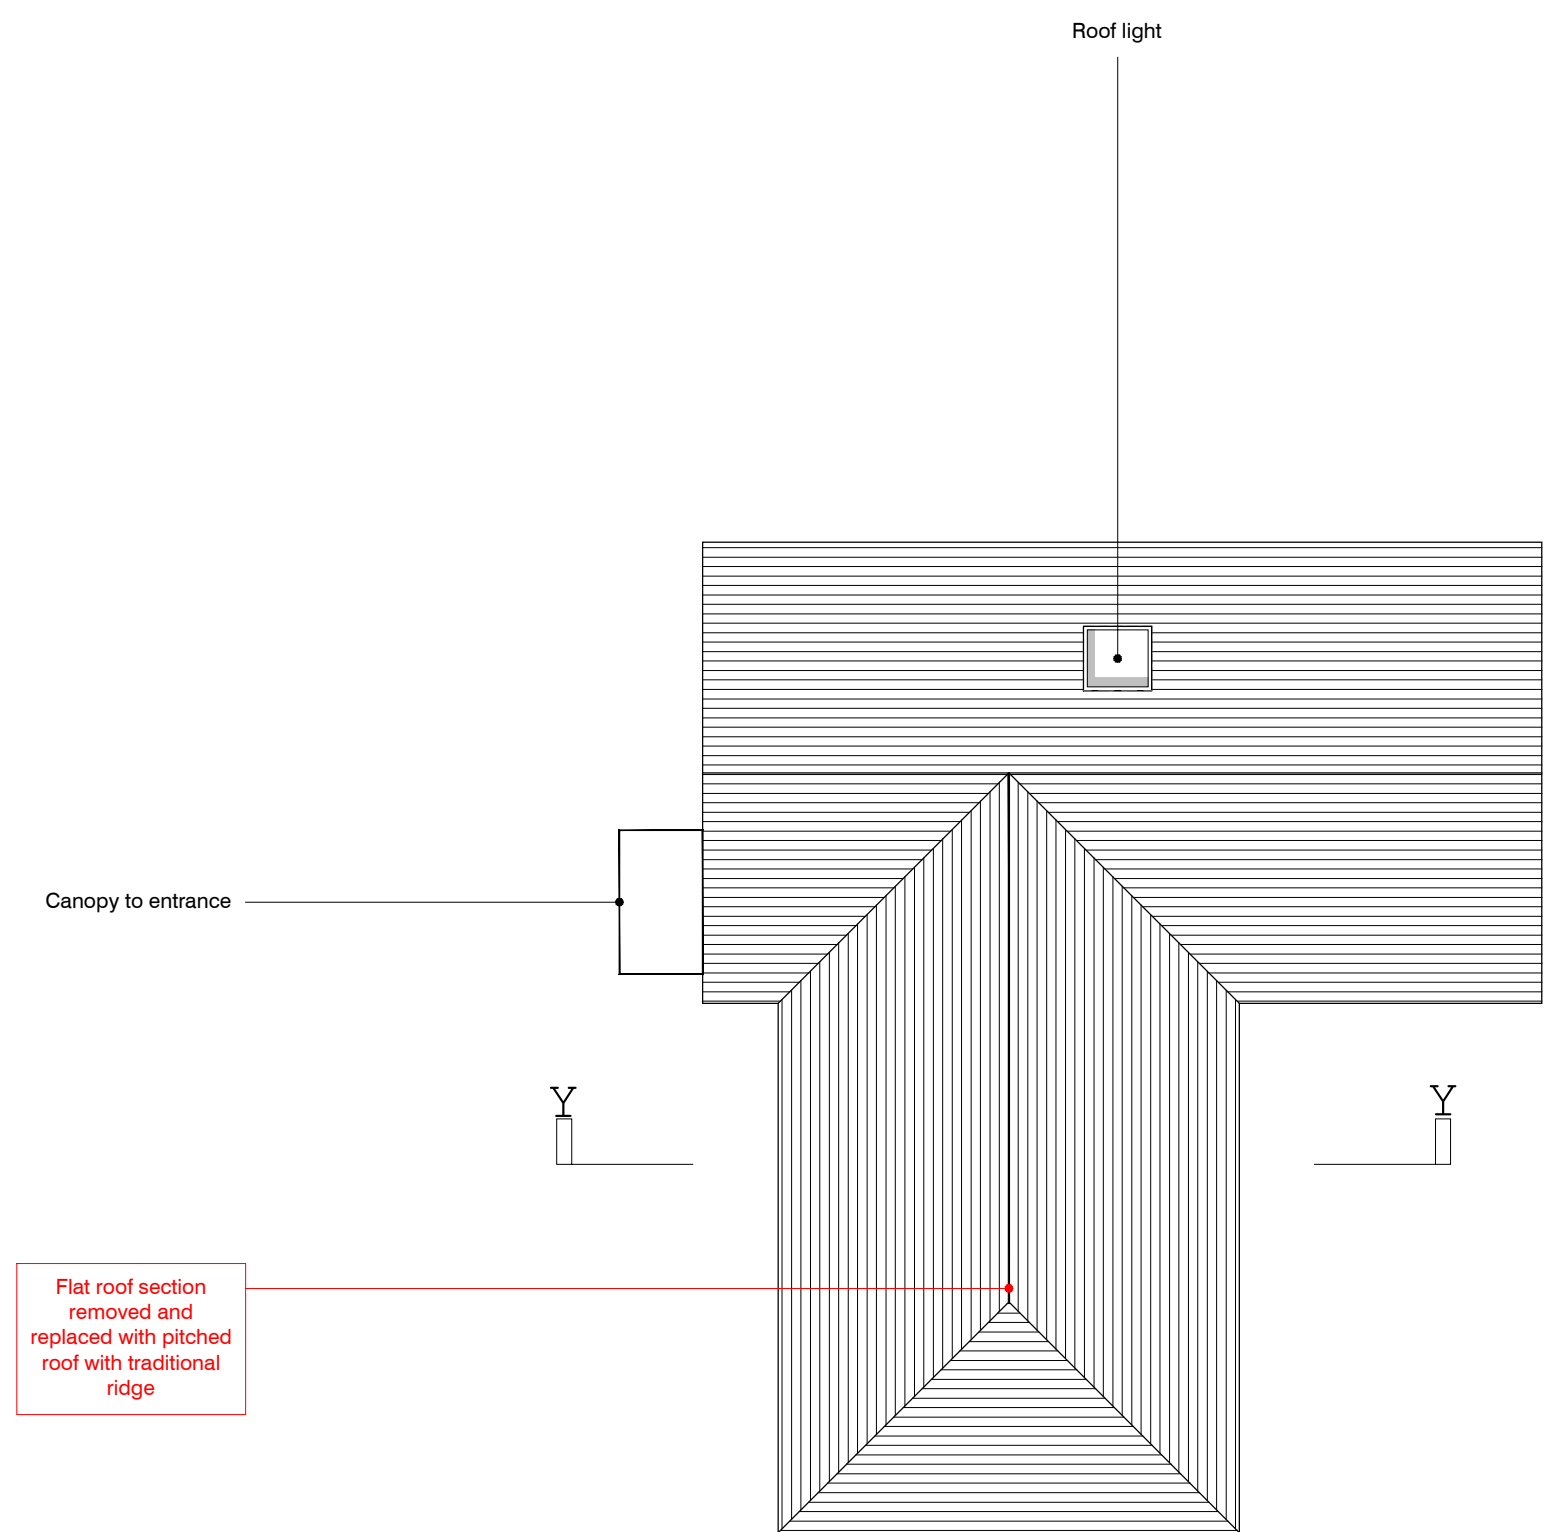 Roof light
Canopy to entrance
Y
Y
Flat roof section
removed and
replaced with pitched
roof with traditional
ridge